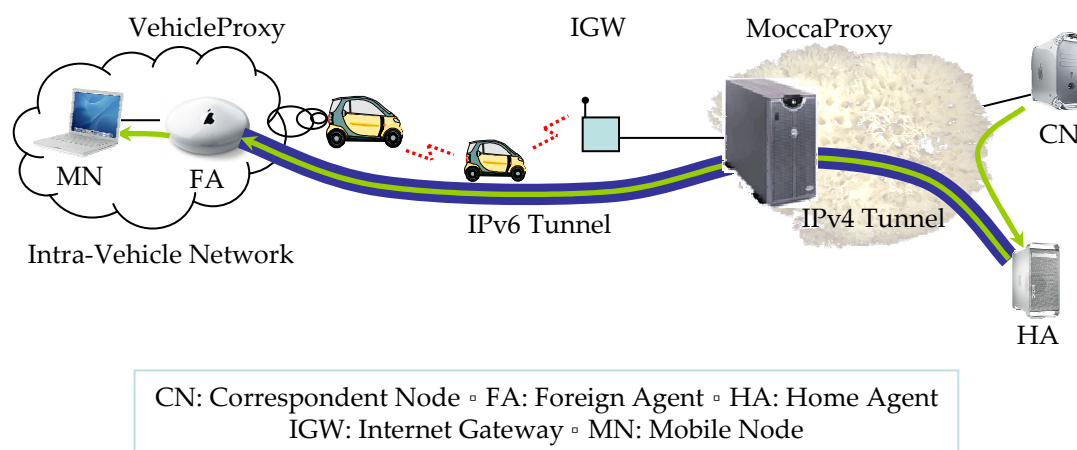 VehicleProxy
IGW
MoccaProxy
CN
MN
FA
IPv6 Tunnel
IPv4 Tunnel
Intra-Vehicle Network
HA
CN: Correspondent Node ▫ FA: Foreign Agent ▫ HA: Home Agent
IGW: Internet Gateway ▫ MN: Mobile Node